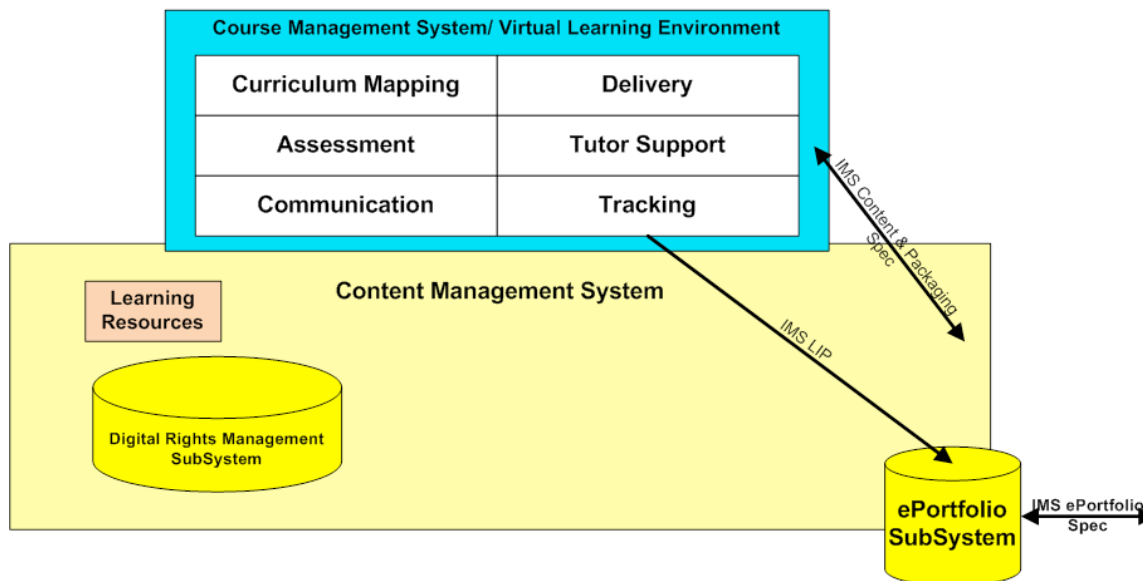 Course Management System/ Virtual Learning Environment
Curriculum Mapping
Delivery
Assessment
Tutor Support
Communication
Tracking
IMS Content & Packaging
Spec
Content Management System
Learning
Resources
IMS LIP
Digital Rights Management
SubSystem
ePortfolio
SubSystem
IMS ePortfolio
Spec